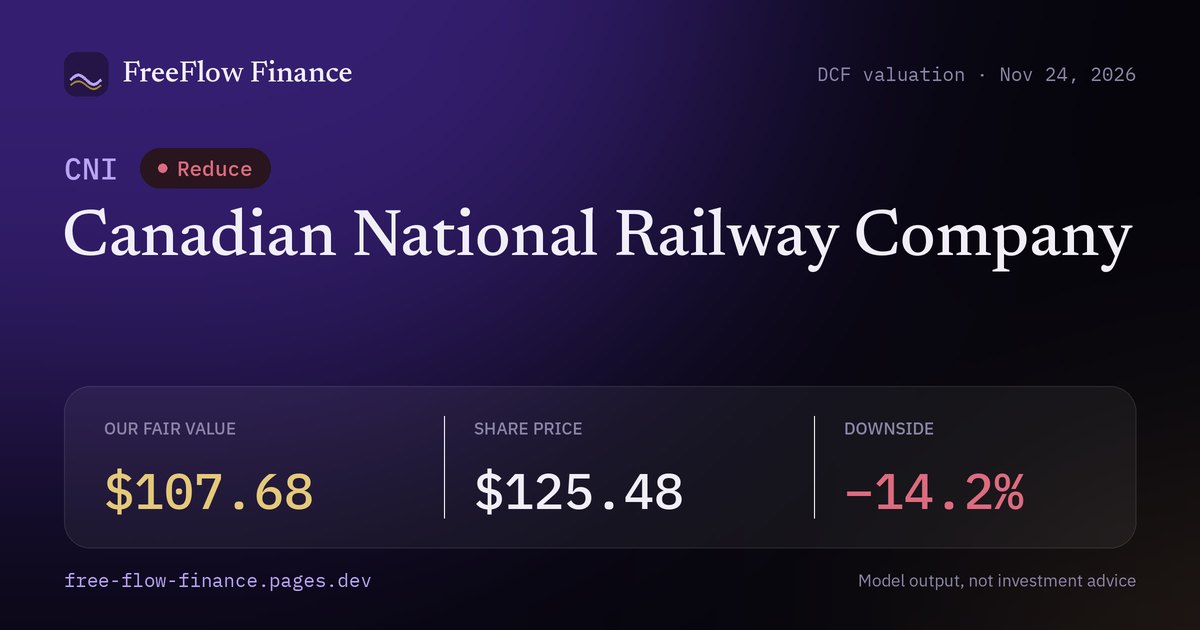 FreeFlow Finance
DCF valuation · Nov 24, 2026
CNI
Reduce
Canadian National Railway Company
OUR FAIR VALUE
SHARE PRICE
DOWNSIDE
$107.68
$125.48
−14.2%
free-flow-finance.pages.dev
Model output, not investment advice